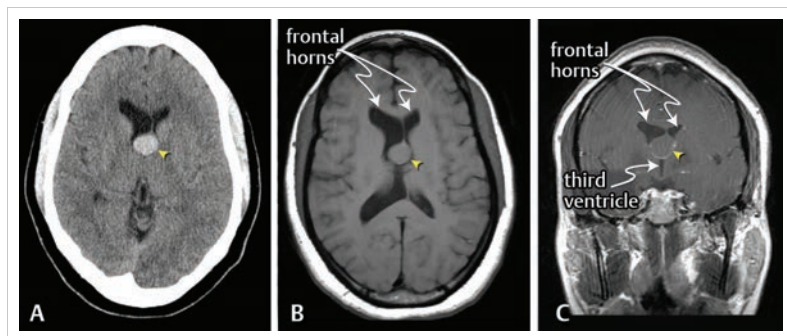 frontal
horns
frontal
horns
third
ventricle
A
B
C